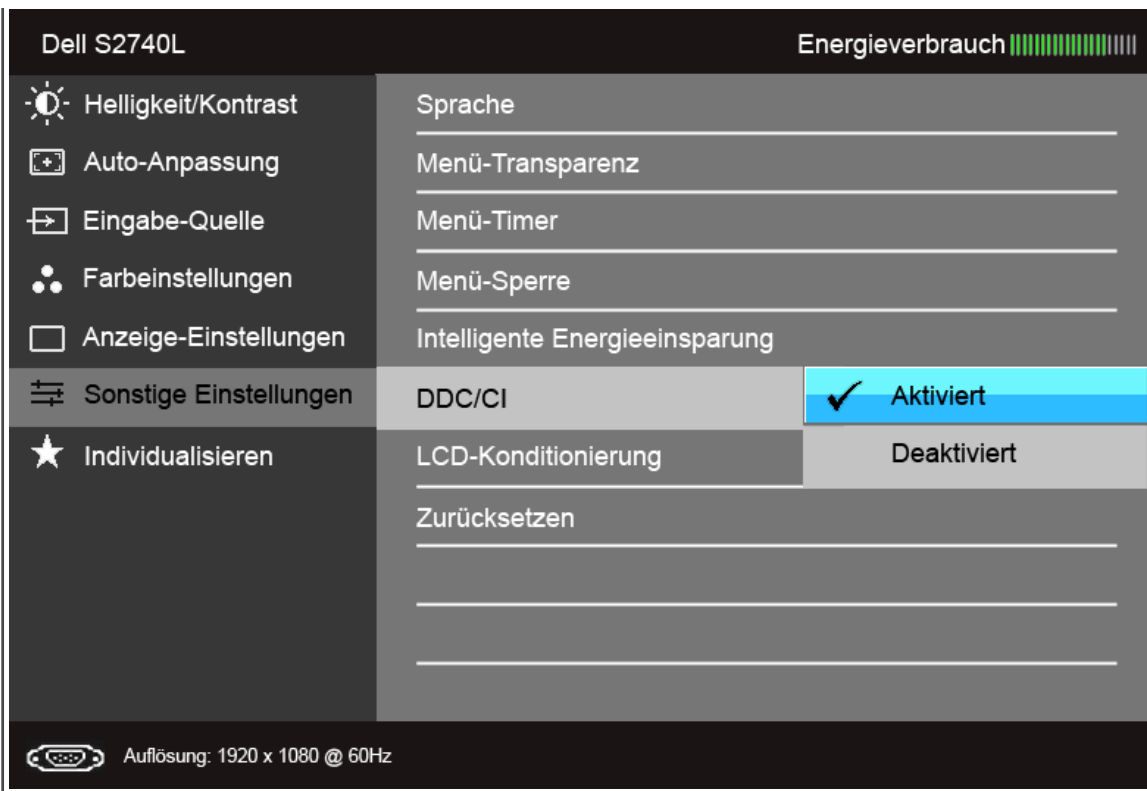 Dell S2740L
Energieverbrauch
Helligkeit/Kontrast
Auto-Anpassung
Eingabe-Quelle
Farbeinstellungen
Anzeige-Einstellungen
Sonstige Einstellungen
Individualisieren
Sprache
Menü-Transparenz
Menü-Timer
Menü-Sperre
Intelligente Energieeinsparung
DDC/CI
Aktiviert
LCD-Konditionierung
Deaktiviert
Zurücksetzen
Auflösung: 1920 x 1080 @ 60Hz